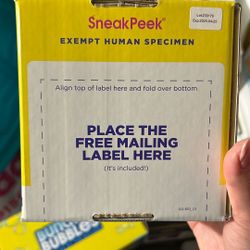 SneakPeek®
EXEMPT HUMAN SPECIMEN
Align top of label here and fold over bottom
PLACE THE
FREE MAILING
LABEL HERE
(It's included!)
BUBBLES